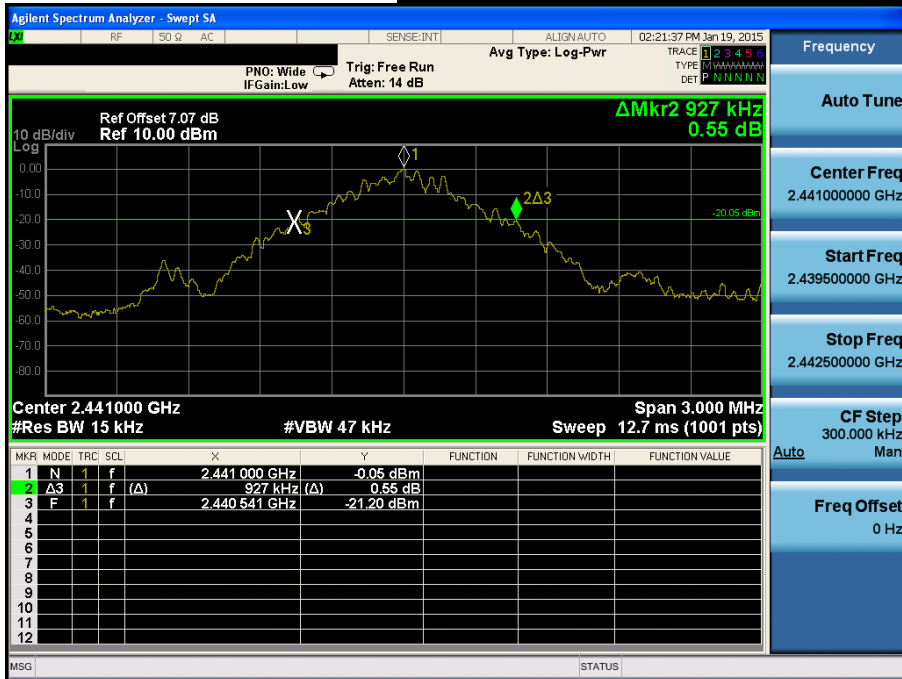 Agilent Spectrum Analyzer - Swept SA
LXI RF 50 Ω AC SENSE:INT ALIGN AUTO 02:21:37 PM Jan 19, 2015
Frequency
Avg Type: Log-Pwr
TRACE 1 2 3 4 5 6
TYPE M
DET P N N N N N
PNO: Wide Trig: Free Run
IFGain:Low Atten: 14 dB
Auto Tune
ΔMkr2 927 kHz
0.55 dB
Ref Offset 7.07 dB
10 dB/div Ref 10.00 dBm
Log
0.00
-10.0
-20.0
-30.0
-40.0
-50.0
-60.0
-70.0
-80.0
1
2Δ3
3
-20.05 dBm
Center Freq
2.441000000 GHz
Start Freq
2.439500000 GHz
Stop Freq
2.442500000 GHz
Center 2.441000 GHz Span 3.000 MHz
#Res BW 15 kHz #VBW 47 kHz Sweep 12.7 ms (1001 pts)
CF Step
300.000 kHz
Auto Man
Freq Offset
0 Hz
MKR MODE TRC SCL X Y FUNCTION FUNCTION WIDTH FUNCTION VALUE
1 N 1 f 2.441 000 GHz -0.05 dBm
2 Δ3 1 f (Δ) 927 kHz (Δ) 0.55 dB
3 F 1 f 2.440 541 GHz -21.20 dBm
4
5
6
7
8
9
10
11
12
MSG STATUS